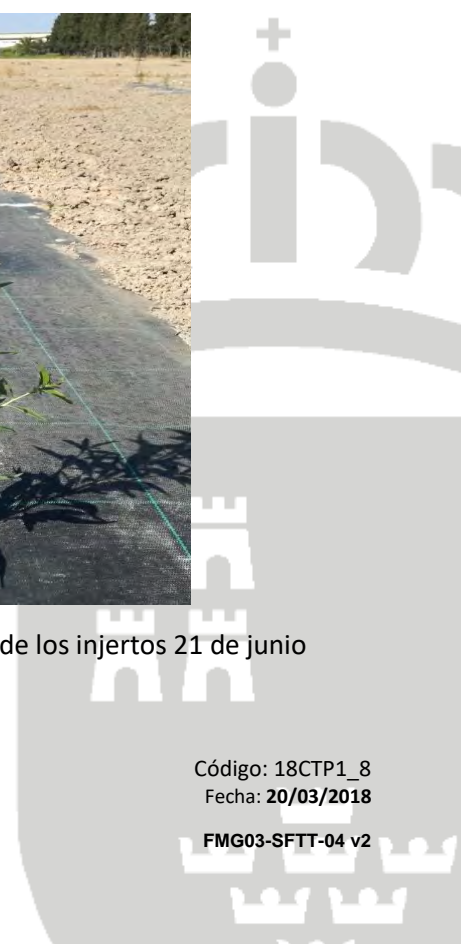 de los injertos 21 de junio
Código: 18CTP1_8
Fecha: 20/03/2018
FMG03-SFTT-04 v2